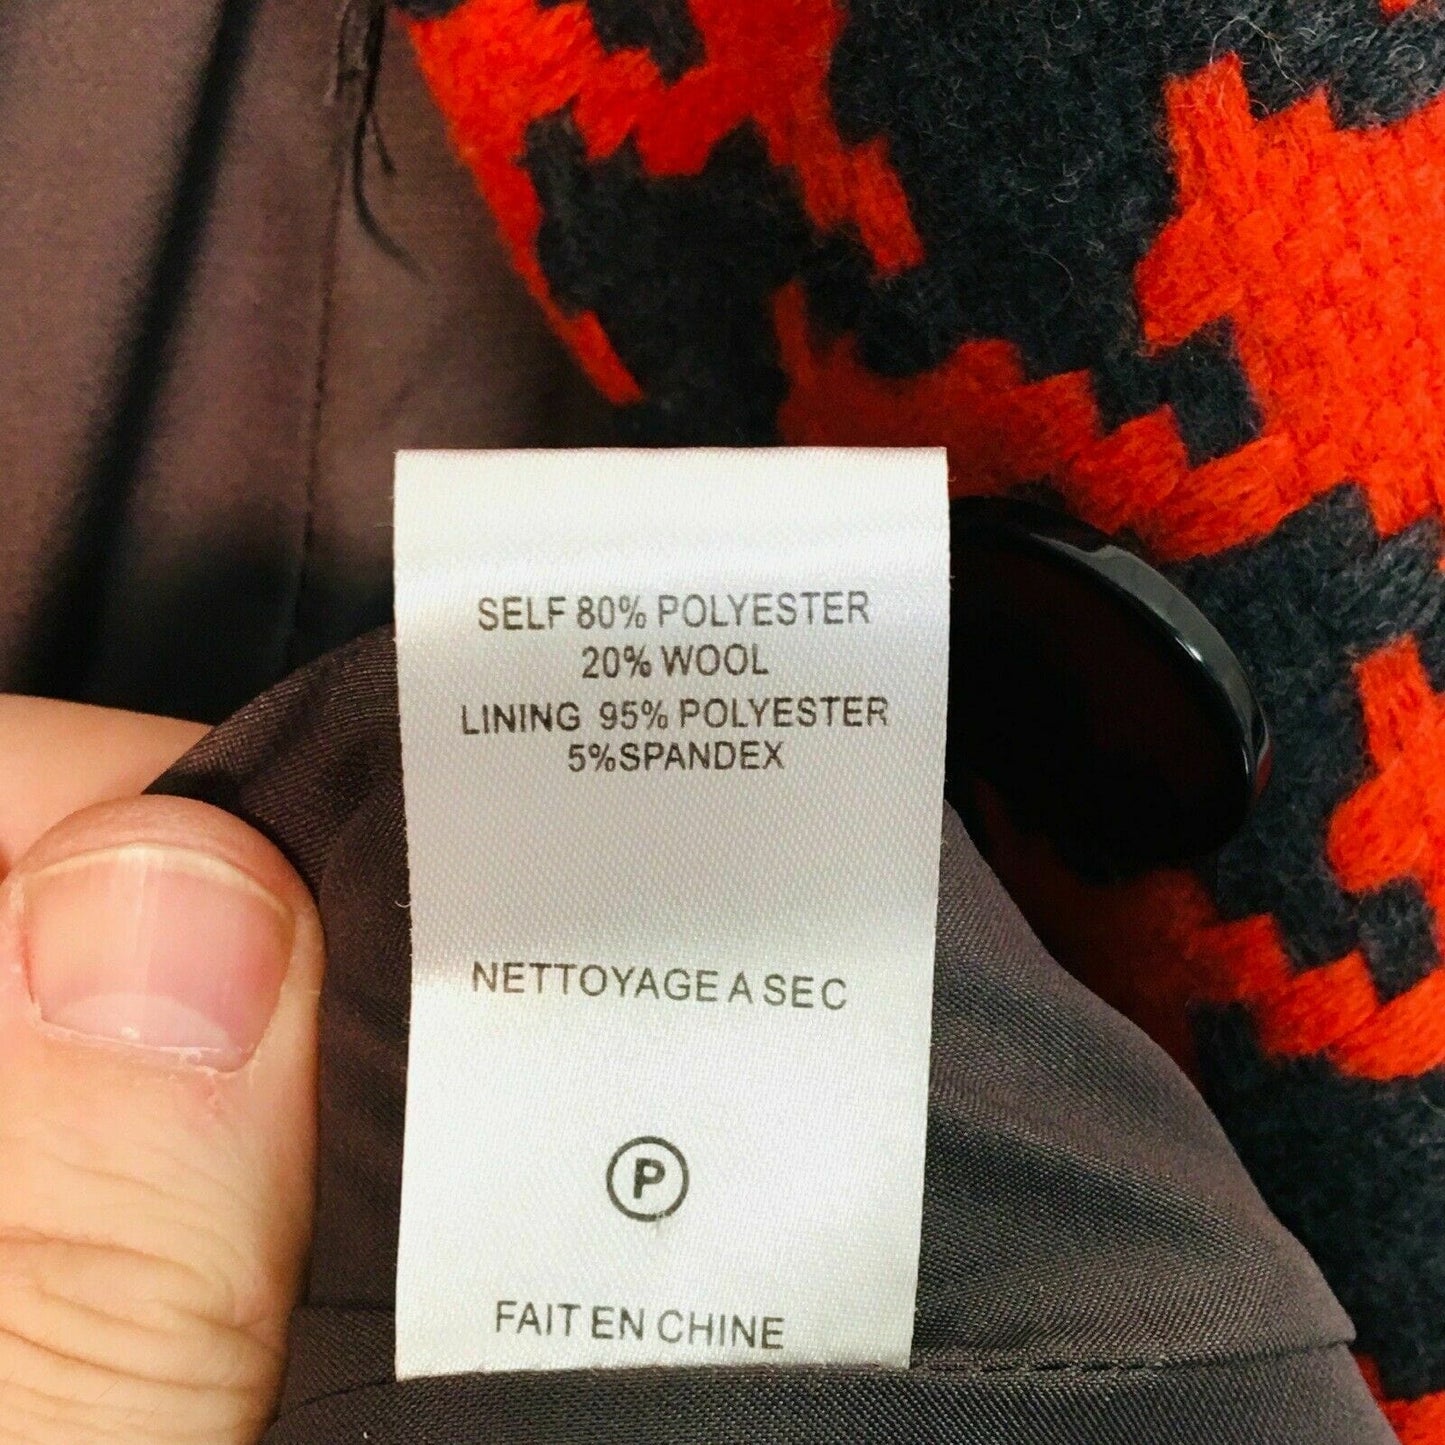 SELF 80% POLYESTER
20% WOOL
LINING 95% POLYESTER
5%SPANDEX
NETTOYAGE A SEC
P
FAIT EN CHINE